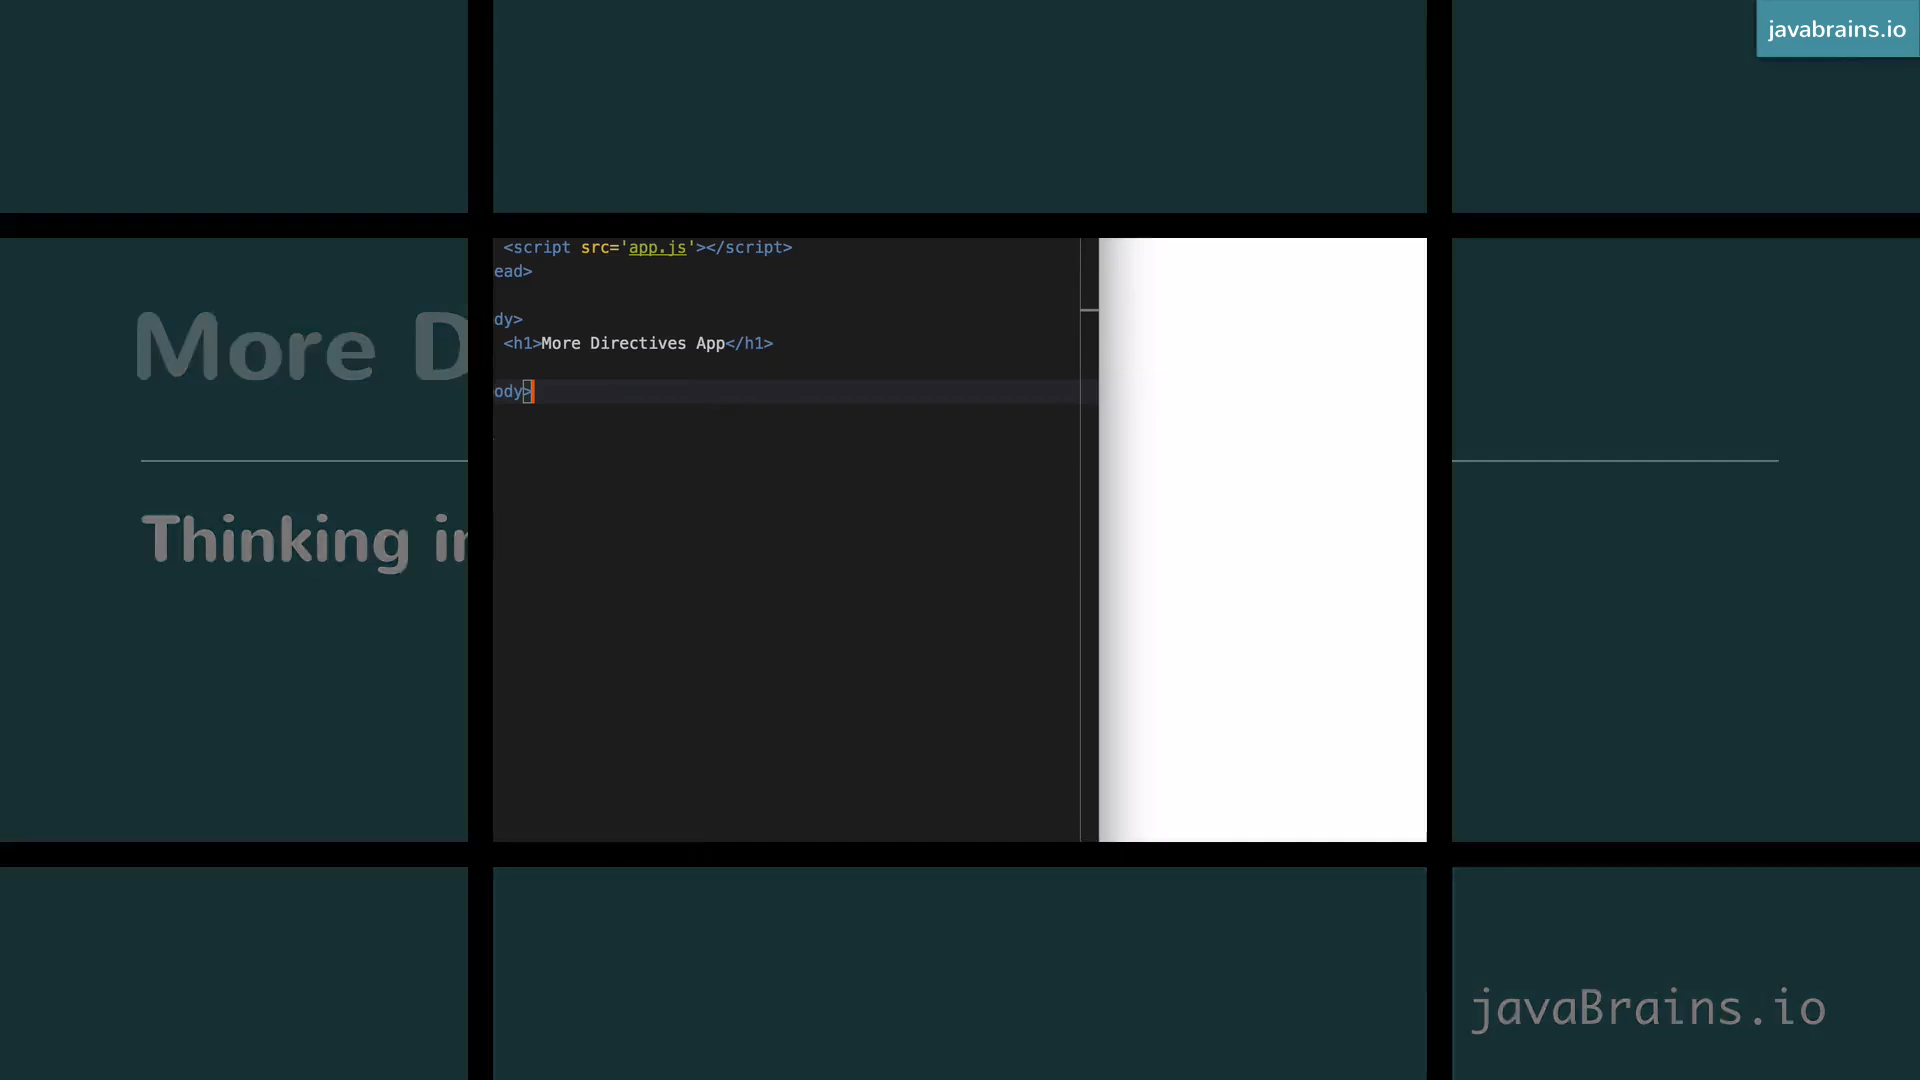 javabrains.io
<script src='app.js'></script>
ead>
dy>
<h1>More Directives App</h1>
ody>
More D
Thinking in
javaBrains.io